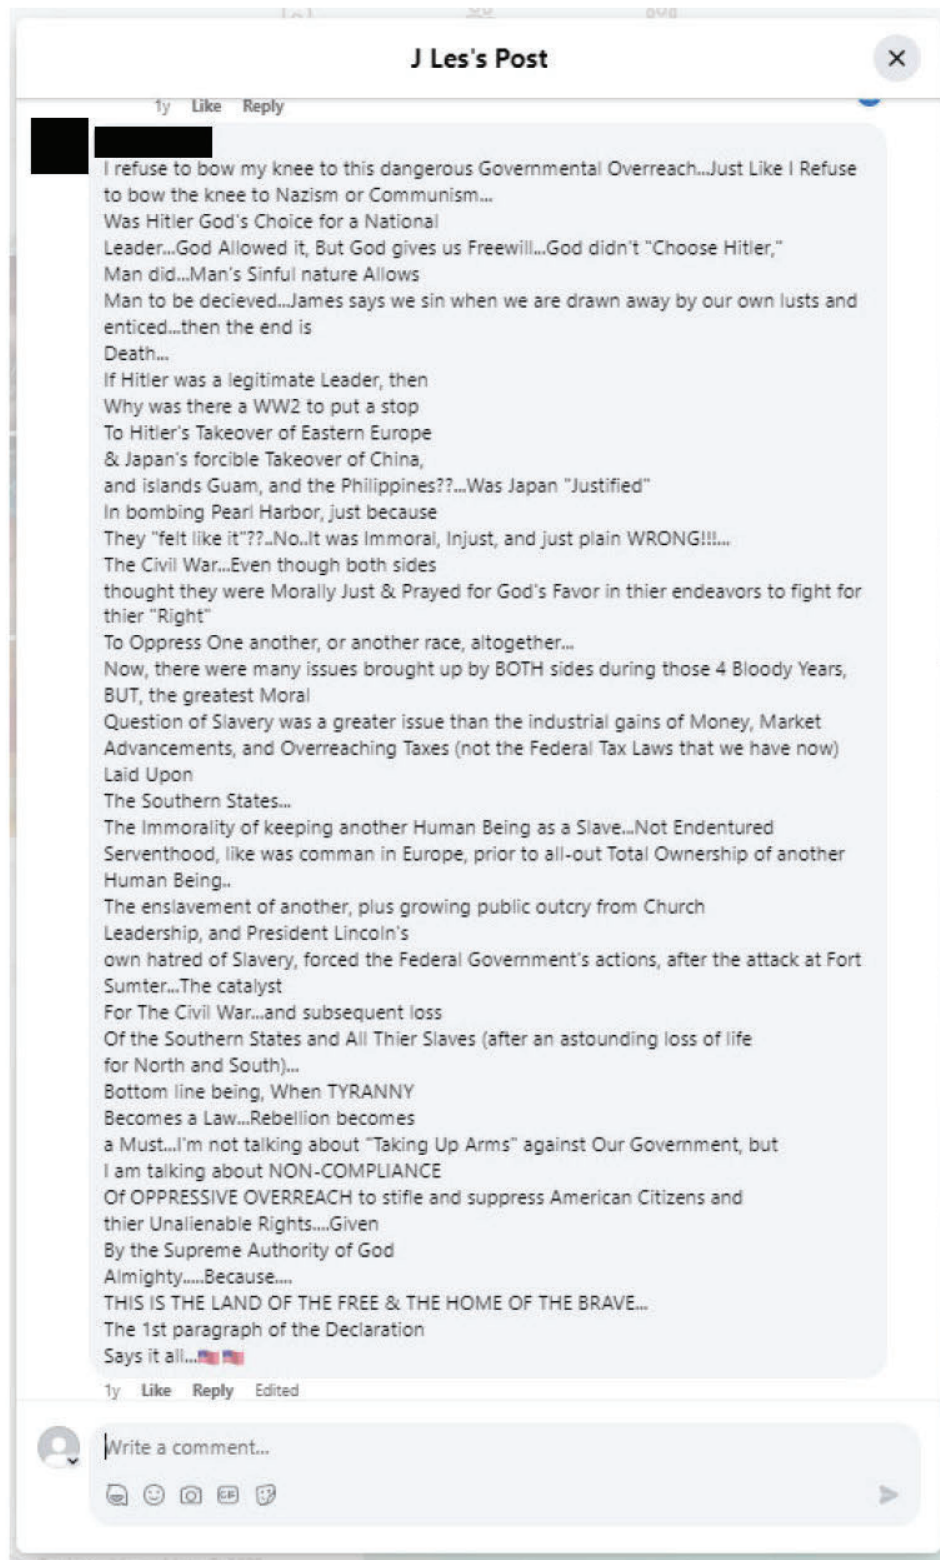 J Les's Post
1y Like Reply
I refuse to bow my knee to this dangerous Governmental Overreach...Just Like I Refuse
to bow the knee to Nazism or Communism...
Was Hitler God's Choice for a National
Leader...God Allowed it, But God gives us Freewill...God didn't "Choose Hitler,"
Man did...Man's Sinful nature Allows
Man to be decieved...James says we sin when we are drawn away by our own lusts and
enticed...then the end is
Death...
If Hitler was a legitimate Leader, then
Why was there a WW2 to put a stop
To Hitler's Takeover of Eastern Europe
& Japan's forcible Takeover of China,
and islands Guam, and the Philippines??...Was Japan "Justified"
In bombing Pearl Harbor, just because
They "felt like it"??..No..It was Immoral, Injust, and just plain WRONG!!!...
The Civil War...Even though both sides
thought they were Morally Just & Prayed for God's Favor in thier endeavors to fight for
thier "Right"
To Oppress One another, or another race, altogether...
Now, there were many issues brought up by BOTH sides during those 4 Bloody Years,
BUT, the greatest Moral
Question of Slavery was a greater issue than the industrial gains of Money, Market
Advancements, and Overreaching Taxes (not the Federal Tax Laws that we have now)
Laid Upon
The Southern States...
The Immorality of keeping another Human Being as a Slave...Not Endentured
Serventhood, like was comman in Europe, prior to all-out Total Ownership of another
Human Being..
The enslavement of another, plus growing public outcry from Church
Leadership, and President Lincoln's
own hatred of Slavery, forced the Federal Government's actions, after the attack at Fort
Sumter...The catalyst
For The Civil War...and subsequent loss
Of the Southern States and All Thier Slaves (after an astounding loss of life
for North and South)...
Bottom line being, When TYRANNY
Becomes a Law...Rebellion becomes
a Must...I'm not talking about "Taking Up Arms" against Our Government, but
I am talking about NON-COMPLIANCE
Of OPPRESSIVE OVERREACH to stifle and suppress American Citizens and
thier Unalienable Rights....Given
By the Supreme Authority of God
Almighty.....Because....
THIS IS THE LAND OF THE FREE & THE HOME OF THE BRAVE...
The 1st paragraph of the Declaration
Says it all...🇺🇸🇺🇸
1y Like Reply Edited
Write a comment...
GIF